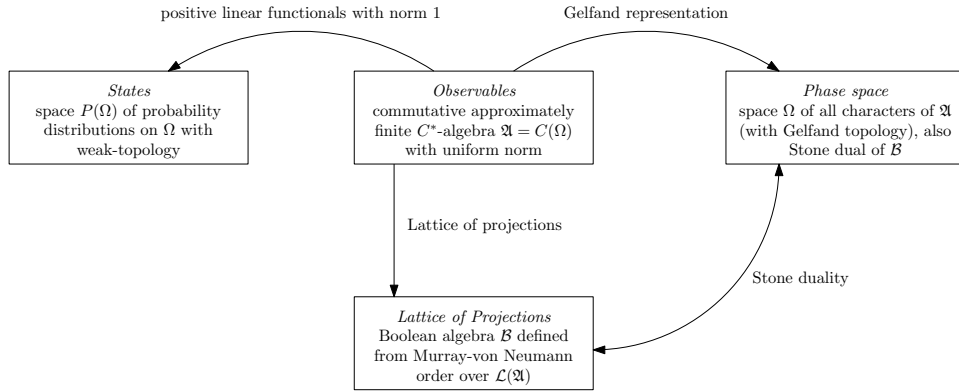 positive linear functionals with norm 1
Gelfand representation
States
space P(Ω) of probability
distributions on Ω with
weak-topology
Observables
commutative approximately
finite C*-algebra 𝔄 = C(Ω)
with uniform norm
Phase space
space Ω of all characters of 𝔄
(with Gelfand topology), also
Stone dual of ℬ
Lattice of projections
Stone duality
Lattice of Projections
Boolean algebra ℬ defined
from Murray-von Neumann
order over ℒ(𝔄)